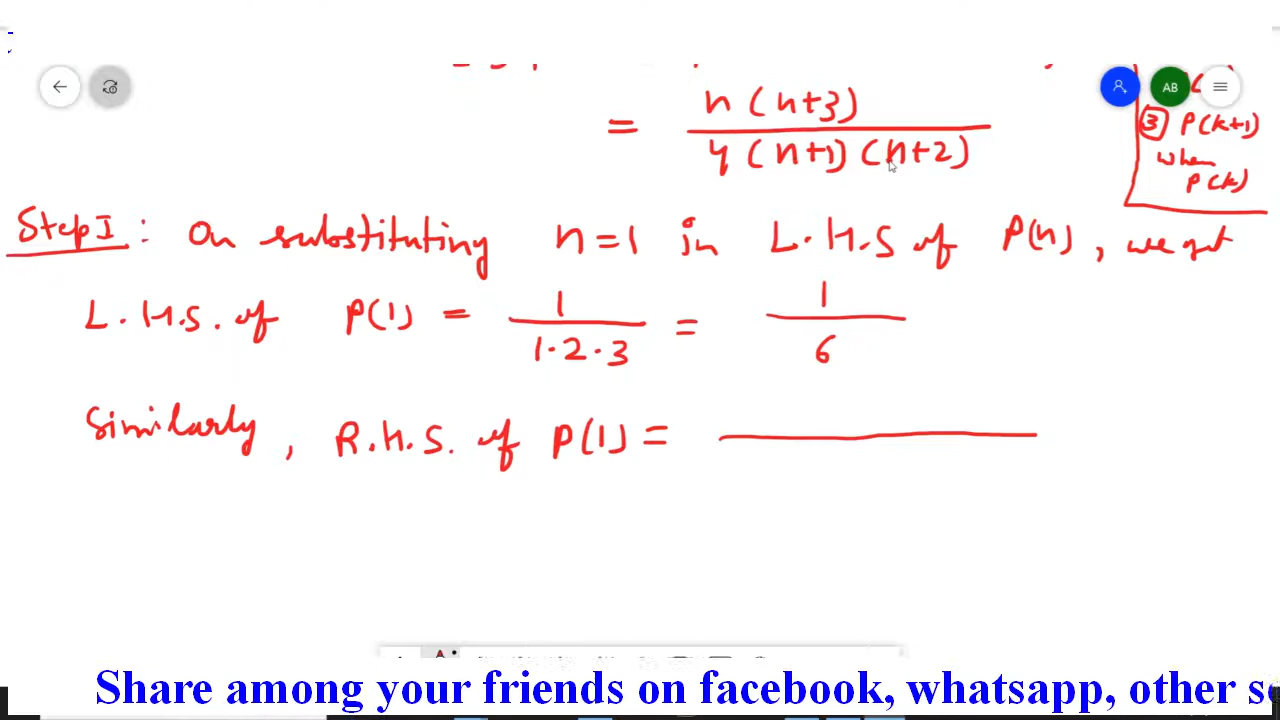 n (n+3)
= ―――――――
4 (n+1) (n+2)
AB
3 P(k+1)
when
P(k)
Step I : On substituting n = 1 in L.H.S of P(n), we get
L.H.S. of P(1) = 1 / 1·2·3 = 1 / 6
Similarly, R.H.S. of P(1) =
Share among your friends on facebook, whatsapp, other s